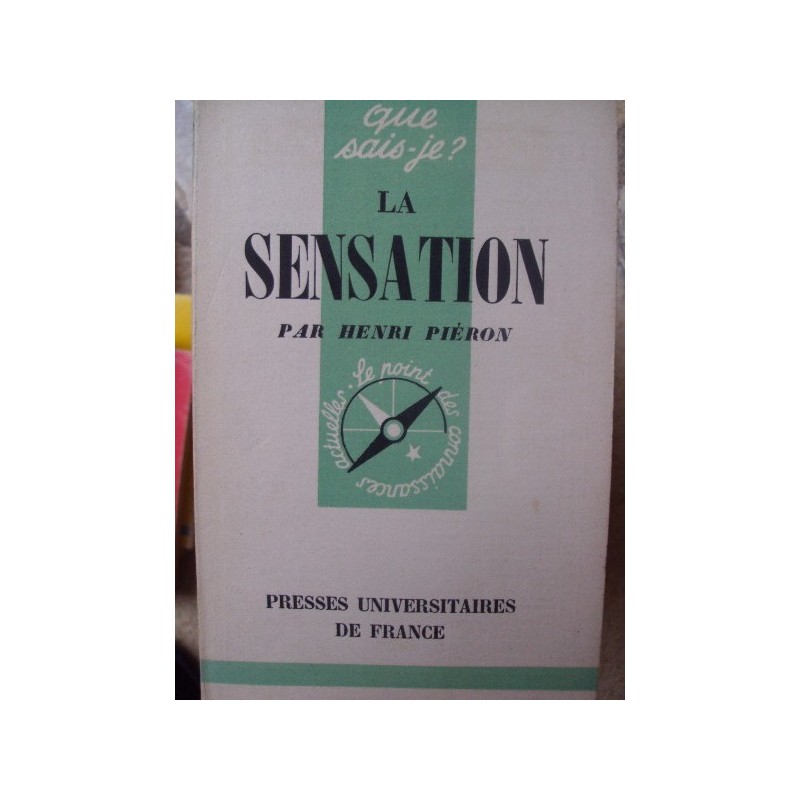 que
sais-je?
LA
SENSATION
PAR HENRI PIÉRON
Le point des connaissances actuelles.
PRESSES UNIVERSITAIRES
DE FRANCE